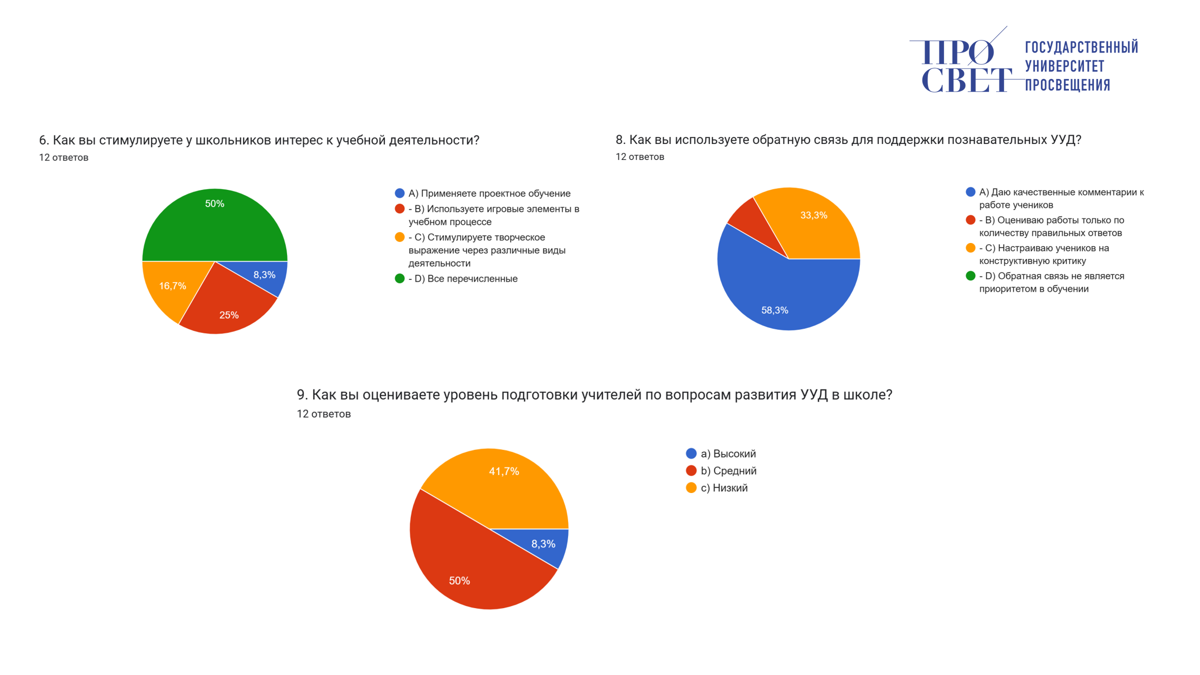 ПРО
СВЕТ
ГОСУДАРСТВЕННЫЙ
УНИВЕРСИТЕТ
ПРОСВЕЩЕНИЯ
6. Как вы стимулируете у школьников интерес к учебной деятельности?
12 ответов
50%
8,3%
16,7%
25%
A) Применяете проектное обучение
- B) Используете игровые элементы в
учебном процессе
- C) Стимулируете творческое
выражение через различные виды
деятельности
- D) Все перечисленные
8. Как вы используете обратную связь для поддержки познавательных УУД?
12 ответов
33,3%
58,3%
A) Даю качественные комментарии к
работе учеников
- B) Оцениваю работы только по
количеству правильных ответов
- C) Настраиваю учеников на
конструктивную критику
- D) Обратная связь не является
приоритетом в обучении
9. Как вы оцениваете уровень подготовки учителей по вопросам развития УУД в школе?
12 ответов
41,7%
8,3%
50%
a) Высокий
b) Средний
c) Низкий